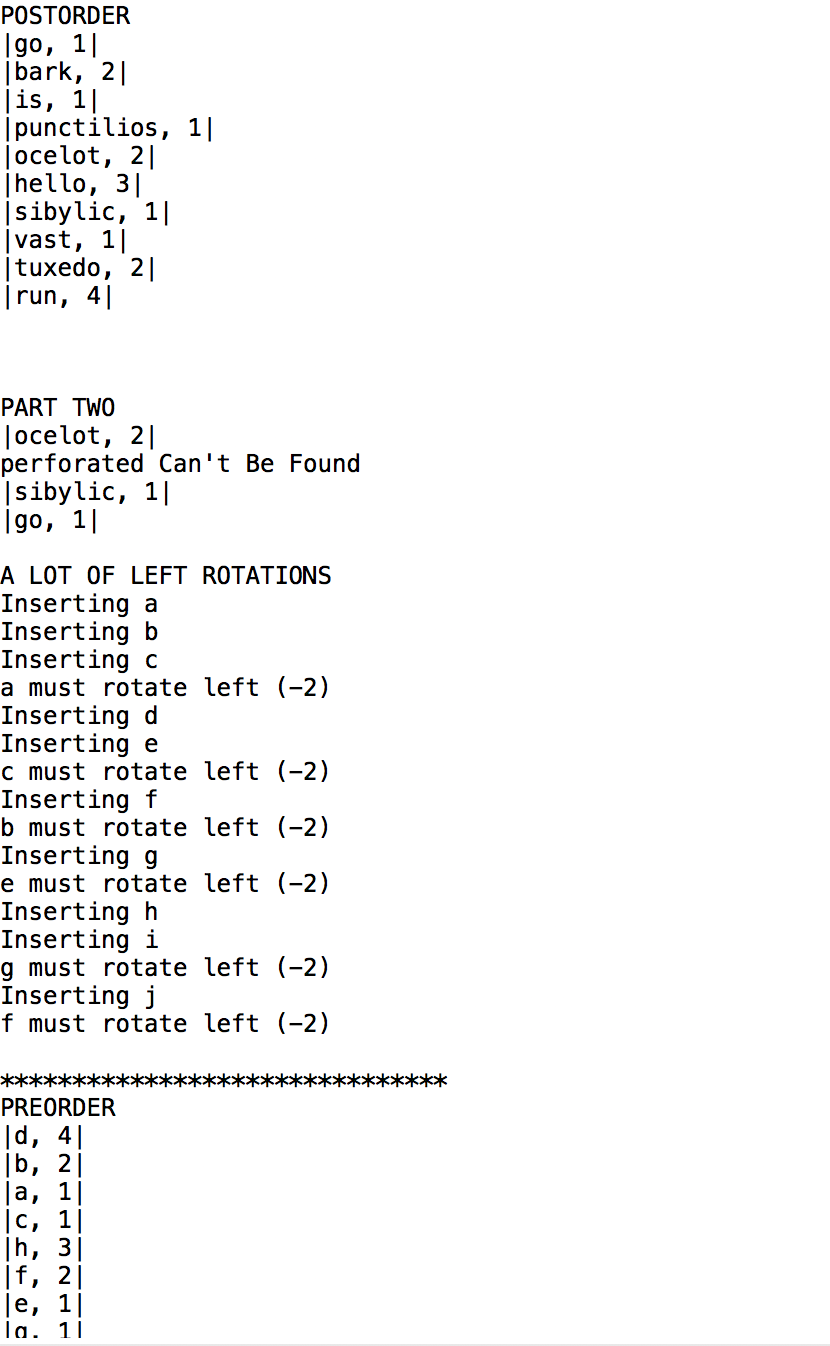 POSTORDER
|go, 1|
|bark, 2|
|is, 1|
|punctilios, 1|
|ocelot, 2|
|hello, 3|
|sibylic, 1|
|vast, 1|
|tuxedo, 2|
|run, 4|
PART TWO
|ocelot, 2|
perforated Can't Be Found
|sibylic, 1|
|go, 1|
A LOT OF LEFT ROTATIONS
Inserting a
Inserting b
Inserting c
a must rotate left (-2)
Inserting d
Inserting e
c must rotate left (-2)
Inserting f
b must rotate left (-2)
Inserting g
e must rotate left (-2)
Inserting h
Inserting i
g must rotate left (-2)
Inserting j
f must rotate left (-2)
*******************************
PREORDER
|d, 4|
|b, 2|
|a, 1|
|c, 1|
|h, 3|
|f, 2|
|e, 1|
|g, 1|